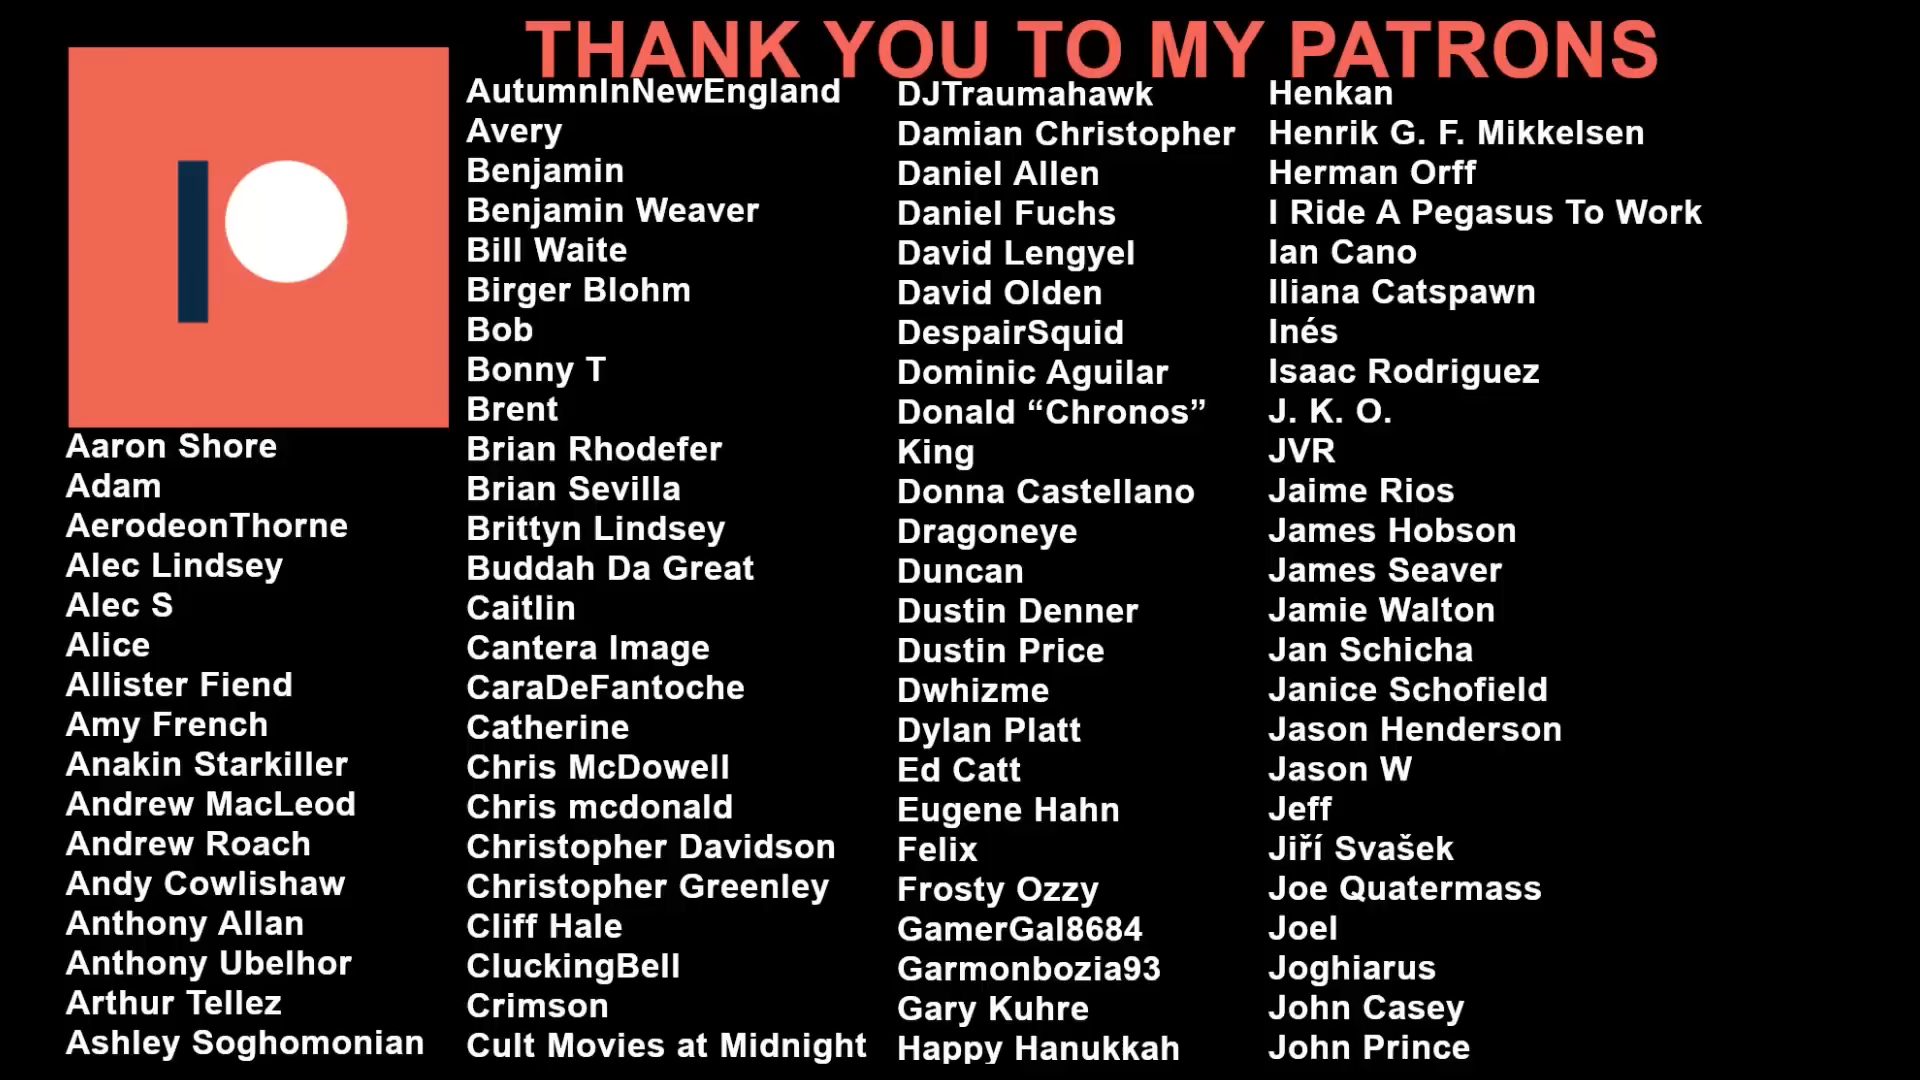 THANK YOU TO MY PATRONS
Aaron Shore
Adam
AerodeonThorne
Alec Lindsey
Alec S
Alice
Allister Fiend
Amy French
Anakin Starkiller
Andrew MacLeod
Andrew Roach
Andy Cowlishaw
Anthony Allan
Anthony Ubelhor
Arthur Tellez
Ashley Soghomonian
AutumnInNewEngland
Avery
Benjamin
Benjamin Weaver
Bill Waite
Birger Blohm
Bob
Bonny T
Brent
Brian Rhodefer
Brian Sevilla
Brittyn Lindsey
Buddah Da Great
Caitlin
Cantera Image
CaraDeFantoche
Catherine
Chris McDowell
Chris mcdonald
Christopher Davidson
Christopher Greenley
Cliff Hale
CluckingBell
Crimson
Cult Movies at Midnight
DJTraumahawk
Damian Christopher
Daniel Allen
Daniel Fuchs
David Lengyel
David Olden
DespairSquid
Dominic Aguilar
Donald “Chronos”
King
Donna Castellano
Dragoneye
Duncan
Dustin Denner
Dustin Price
Dwhizme
Dylan Platt
Ed Catt
Eugene Hahn
Felix
Frosty Ozzy
GamerGal8684
Garmonbozia93
Gary Kuhre
Happy Hanukkah
Henkan
Henrik G. F. Mikkelsen
Herman Orff
I Ride A Pegasus To Work
Ian Cano
Iliana Catspawn
Inés
Isaac Rodriguez
J. K. O.
JVR
Jaime Rios
James Hobson
James Seaver
Jamie Walton
Jan Schicha
Janice Schofield
Jason Henderson
Jason W
Jeff
Jiří Svašek
Joe Quatermass
Joel
Joghiarus
John Casey
John Prince